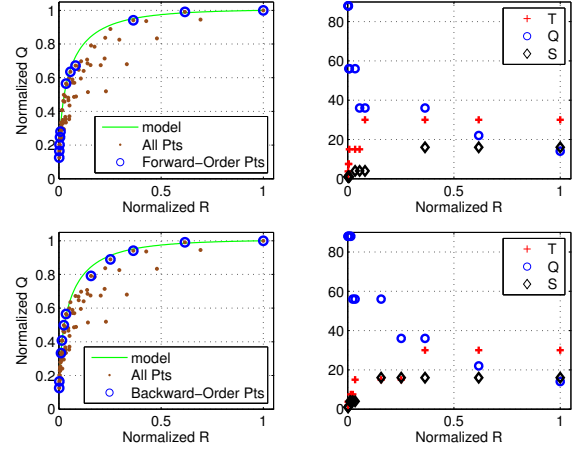 1
0.8
0.6
0.4
0.2
0
0 0.5 1
Normalized Q
Normalized R
model
All Pts
Forward-Order Pts
80
60
40
20
0
0 0.5 1
Normalized R
T
Q
S
1
0.8
0.6
0.4
0.2
0
0 0.5 1
Normalized Q
Normalized R
model
All Pts
Backward-Order Pts
80
60
40
20
0
0 0.5 1
Normalized R
T
Q
S